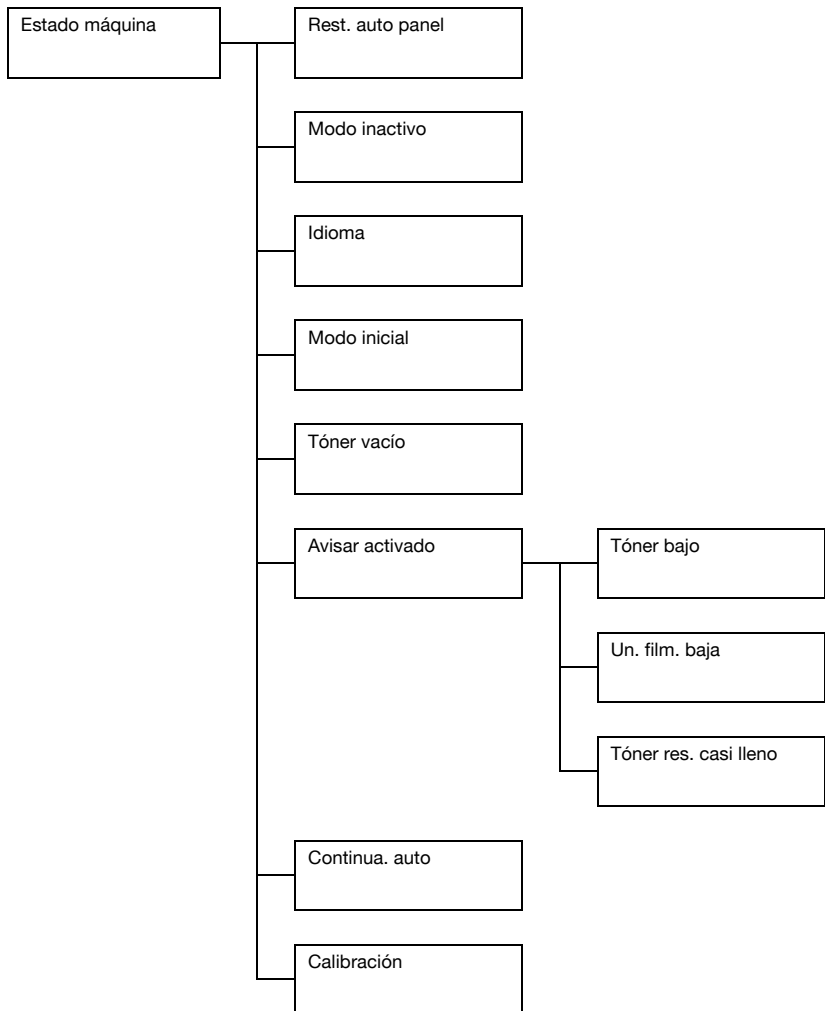 Estado máquina
Rest. auto panel
Modo inactivo
Idioma
Modo inicial
Tóner vacío
Avisar activado
Tóner bajo
Un. film. baja
Tóner res. casi lleno
Continua. auto
Calibración